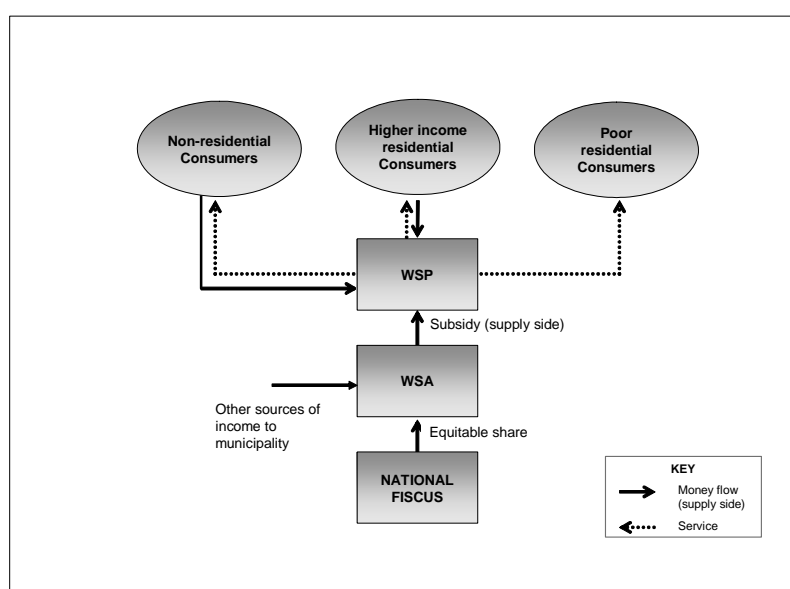 Non-residential
Consumers
Higher income
residential
Consumers
Poor
residential
Consumers
WSP
Subsidy (supply side)
WSA
Other sources of
income to
municipality
Equitable share
NATIONAL
FISCUS
KEY
Money flow
(supply side)
Service